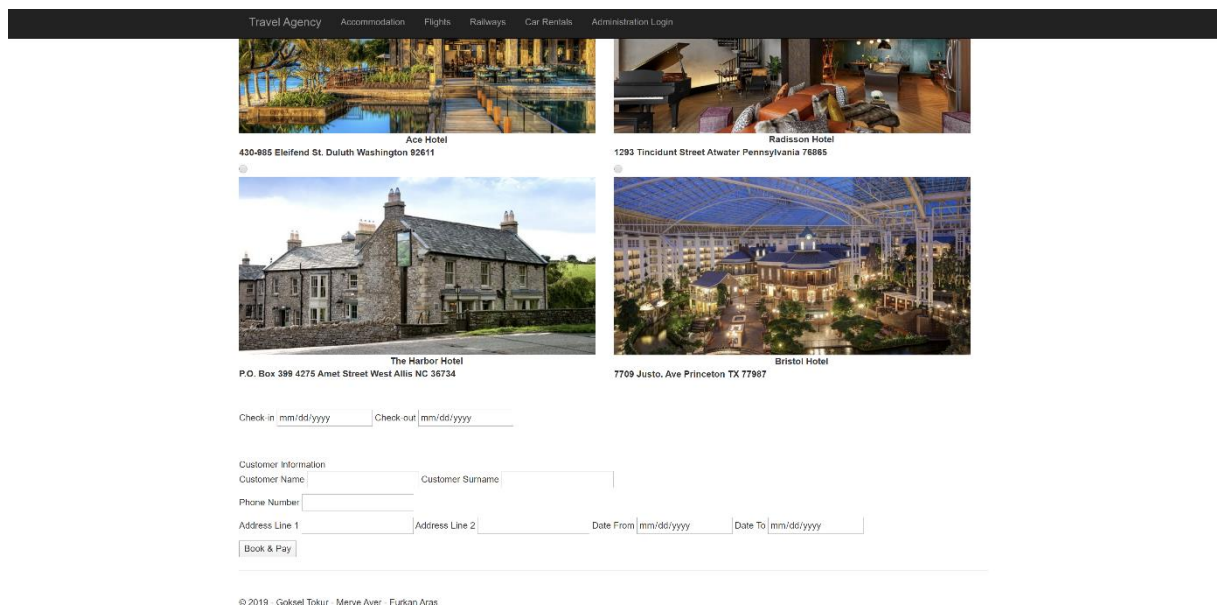 Travel Agency Accommodation Flights Railways Car Rentals Administration Login
Ace Hotel
430-985 Eleifend St. Duluth Washington 92611
Radisson Hotel
1293 Tincidunt Street Atwater Pennsylvania 76865
The Harbor Hotel
P.O. Box 399 4275 Amet Street West Allis NC 36734
Bristol Hotel
7709 Justo. Ave Princeton TX 77987
Check-in mm/dd/yyyy Check-out mm/dd/yyyy
Customer Information
Customer Name Customer Surname
Phone Number
Address Line 1 Address Line 2 Date From mm/dd/yyyy Date To mm/dd/yyyy
Book & Pay
© 2019 - Goksel Tokur - Merve Ayer - Furkan Aras